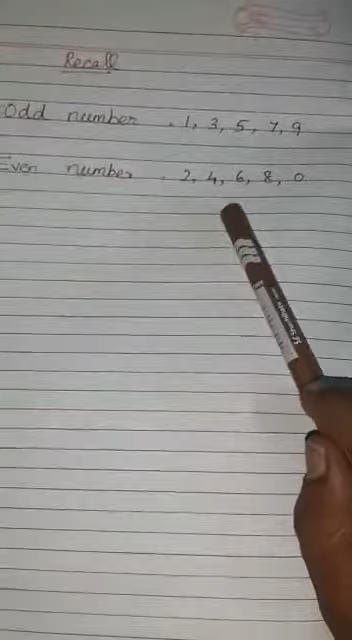 Recall
Odd number . 1, 3, 5, 7, 9
Even number . 2, 4, 6, 8, 0